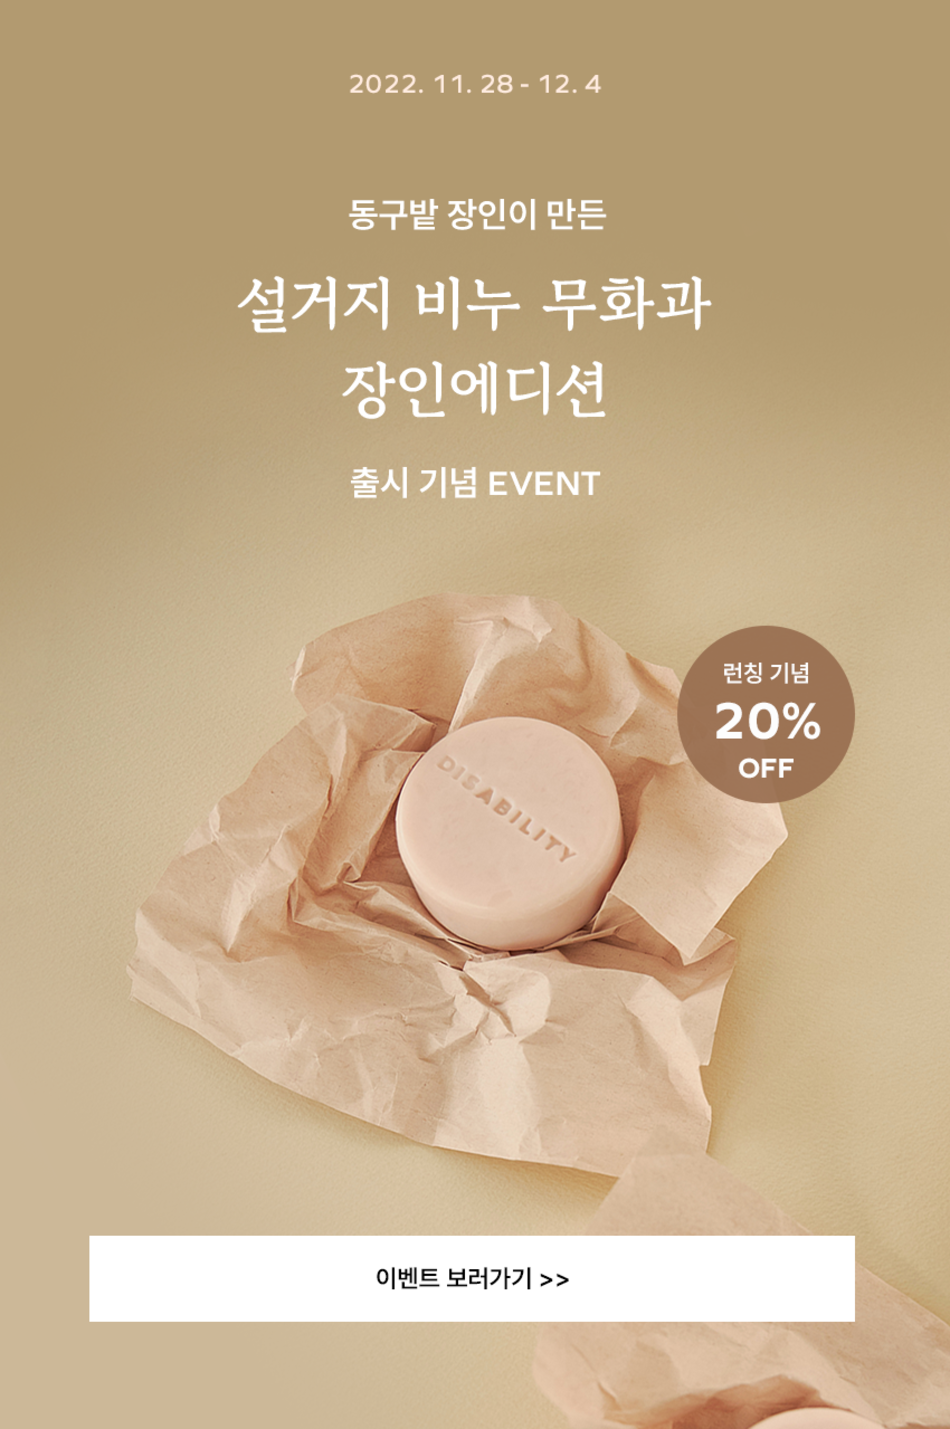 2022. 11. 28 - 12. 4
동구밭 장인이 만든
설거지 비누 무화과
장인에디션
출시 기념 EVENT
런칭 기념
20%
OFF
DISABILITY
이벤트 보러가기 >>